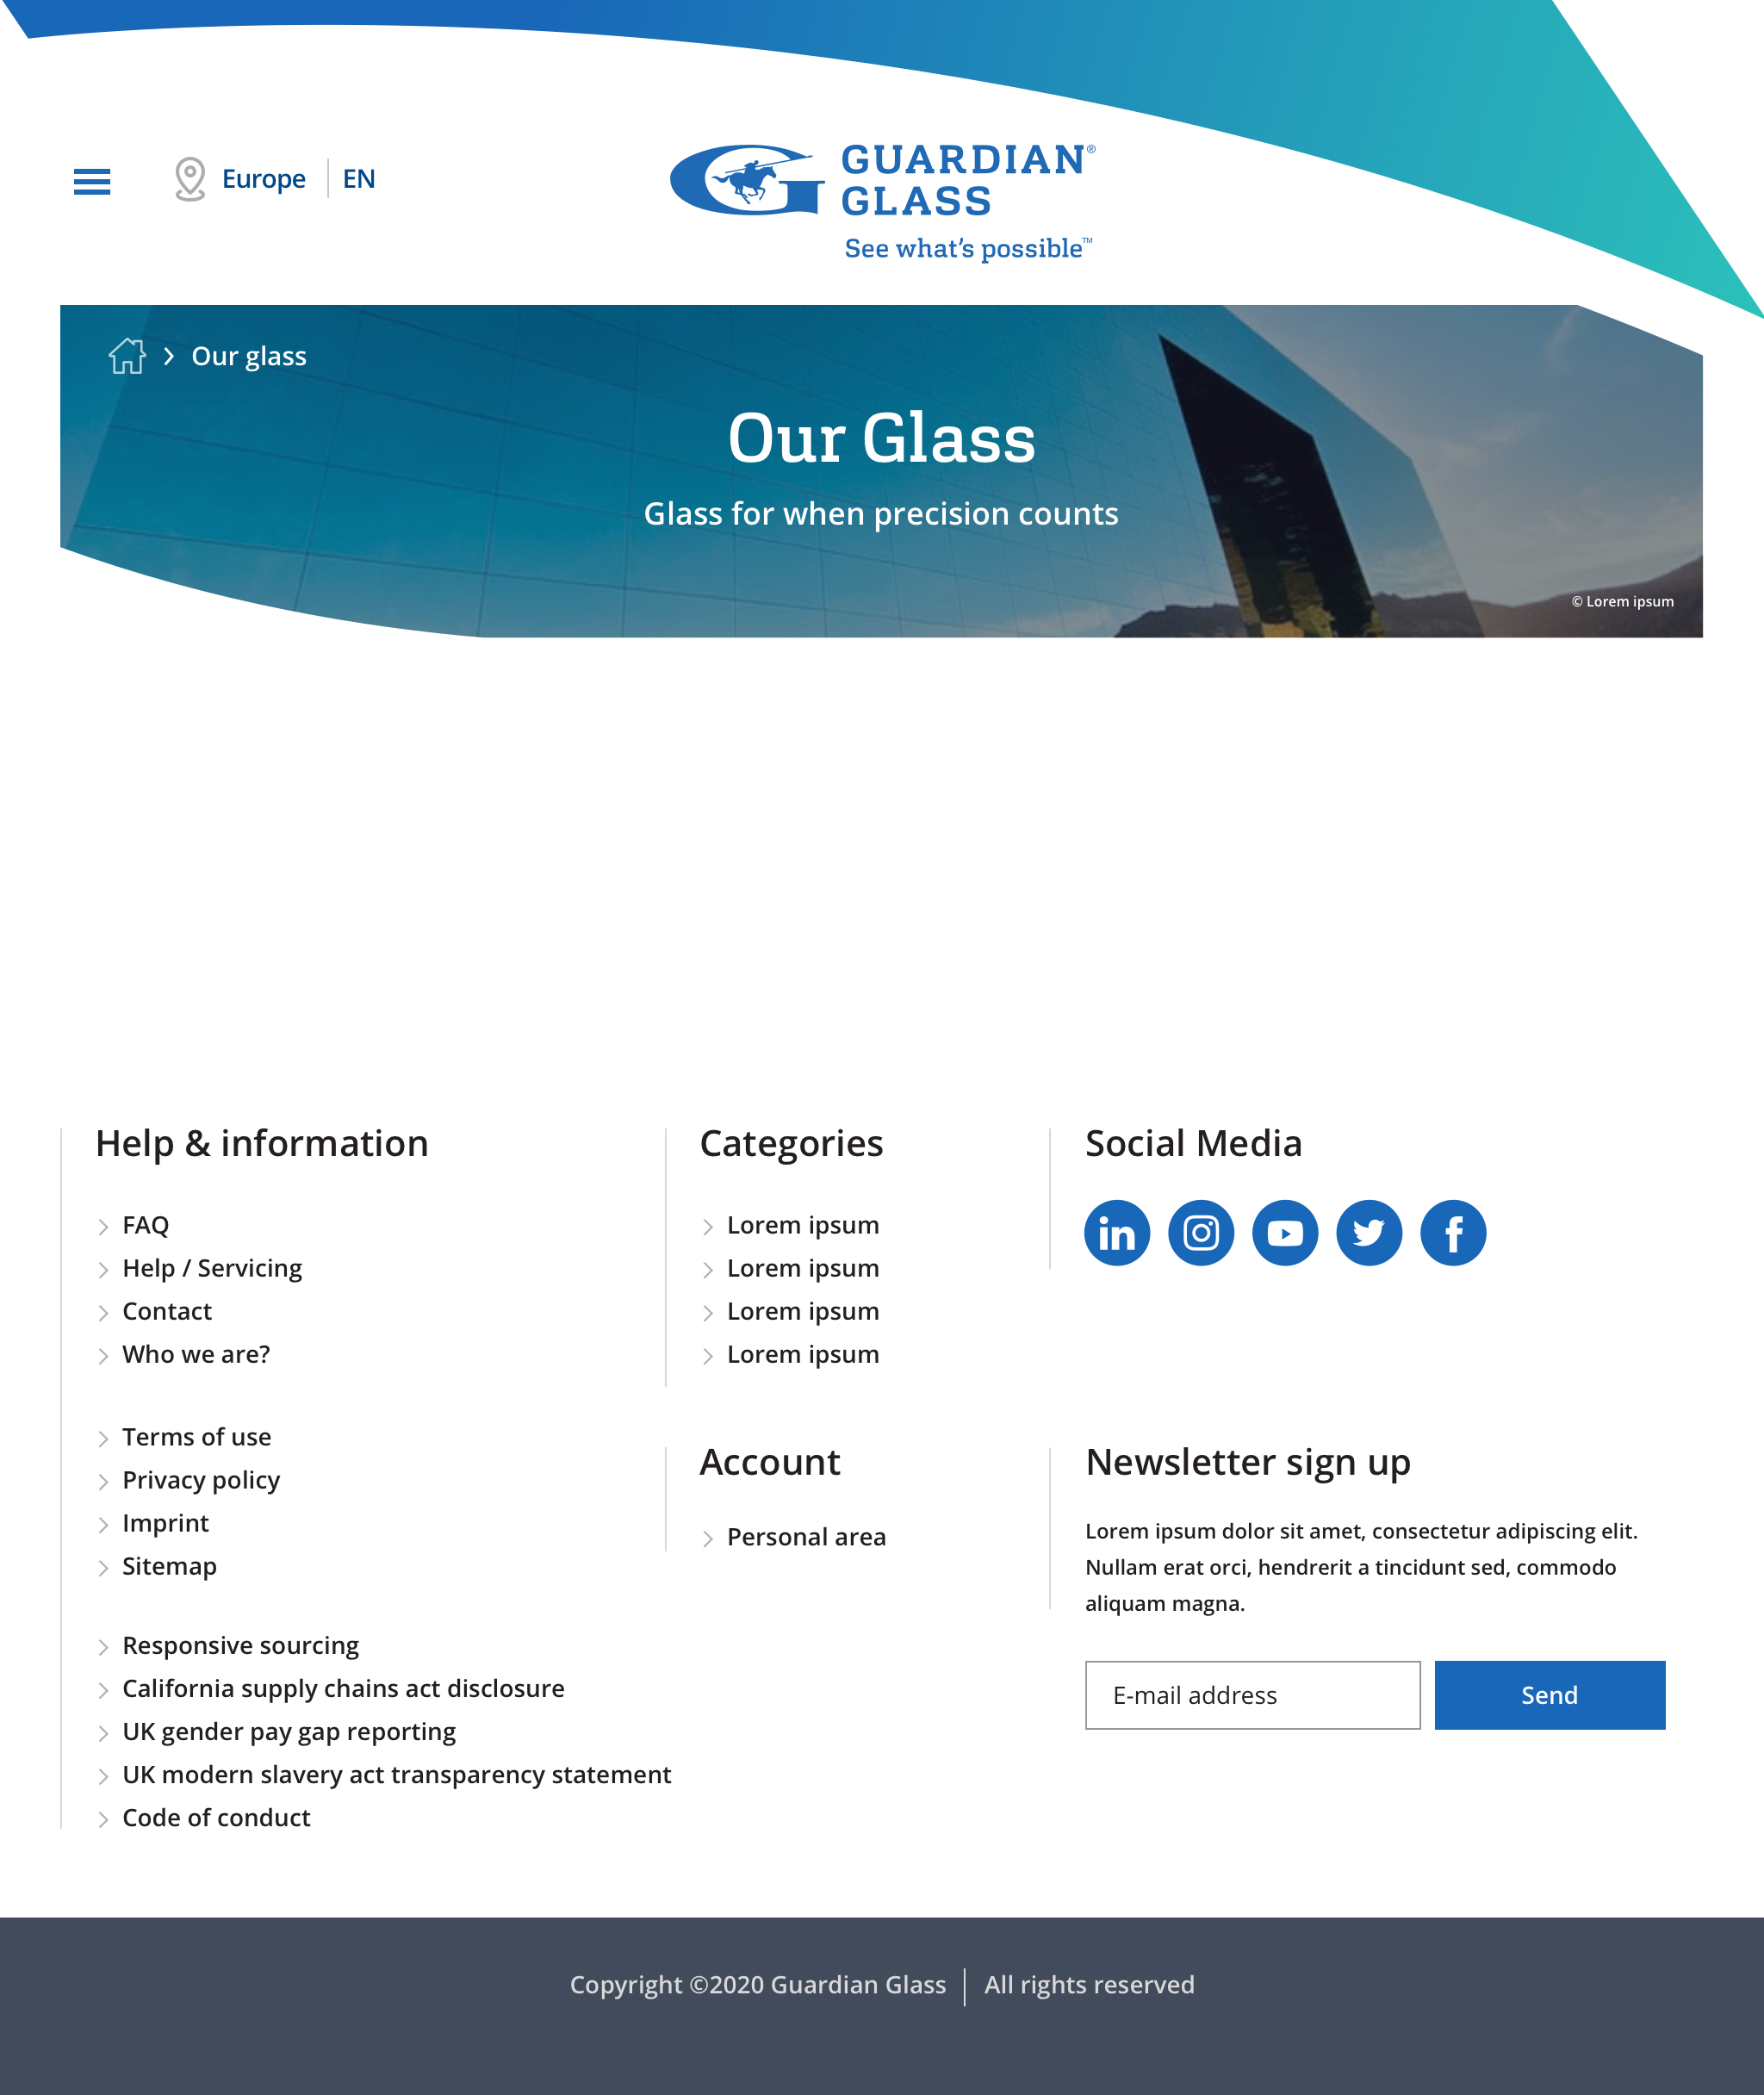 Europe
EN
GUARDIAN®
GLASS
See what's possible™
Our glass
Our Glass
Glass for when precision counts
© Lorem ipsum
Help & information
FAQ
Help / Servicing
Contact
Who we are?
Terms of use
Privacy policy
Imprint
Sitemap
Responsive sourcing
California supply chains act disclosure
UK gender pay gap reporting
UK modern slavery act transparency statement
Code of conduct
Categories
Lorem ipsum
Lorem ipsum
Lorem ipsum
Lorem ipsum
Account
Personal area
Social Media
Newsletter sign up
Lorem ipsum dolor sit amet, consectetur adipiscing elit.
Nullam erat orci, hendrerit a tincidunt sed, commodo
aliquam magna.
E-mail address
Send
Copyright ©2020 Guardian Glass
All rights reserved